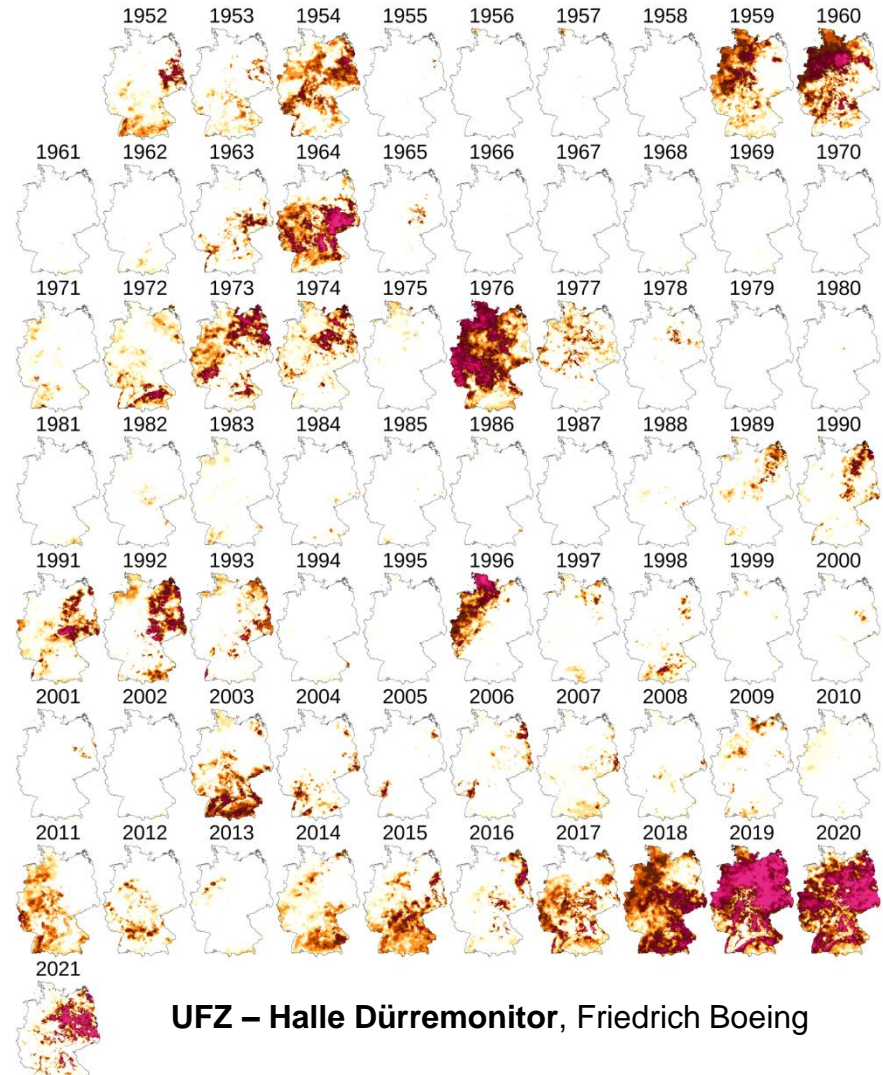 1952 1953 1954 1955 1956 1957 1958 1959 1960
1961 1962 1963 1964 1965 1966 1967 1968 1969 1970
1971 1972 1973 1974 1975 1976 1977 1978 1979 1980
1981 1982 1983 1984 1985 1986 1987 1988 1989 1990
1991 1992 1993 1994 1995 1996 1997 1998 1999 2000
2001 2002 2003 2004 2005 2006 2007 2008 2009 2010
2011 2012 2013 2014 2015 2016 2017 2018 2019 2020
2021
UFZ – Halle Dürremonitor, Friedrich Boeing